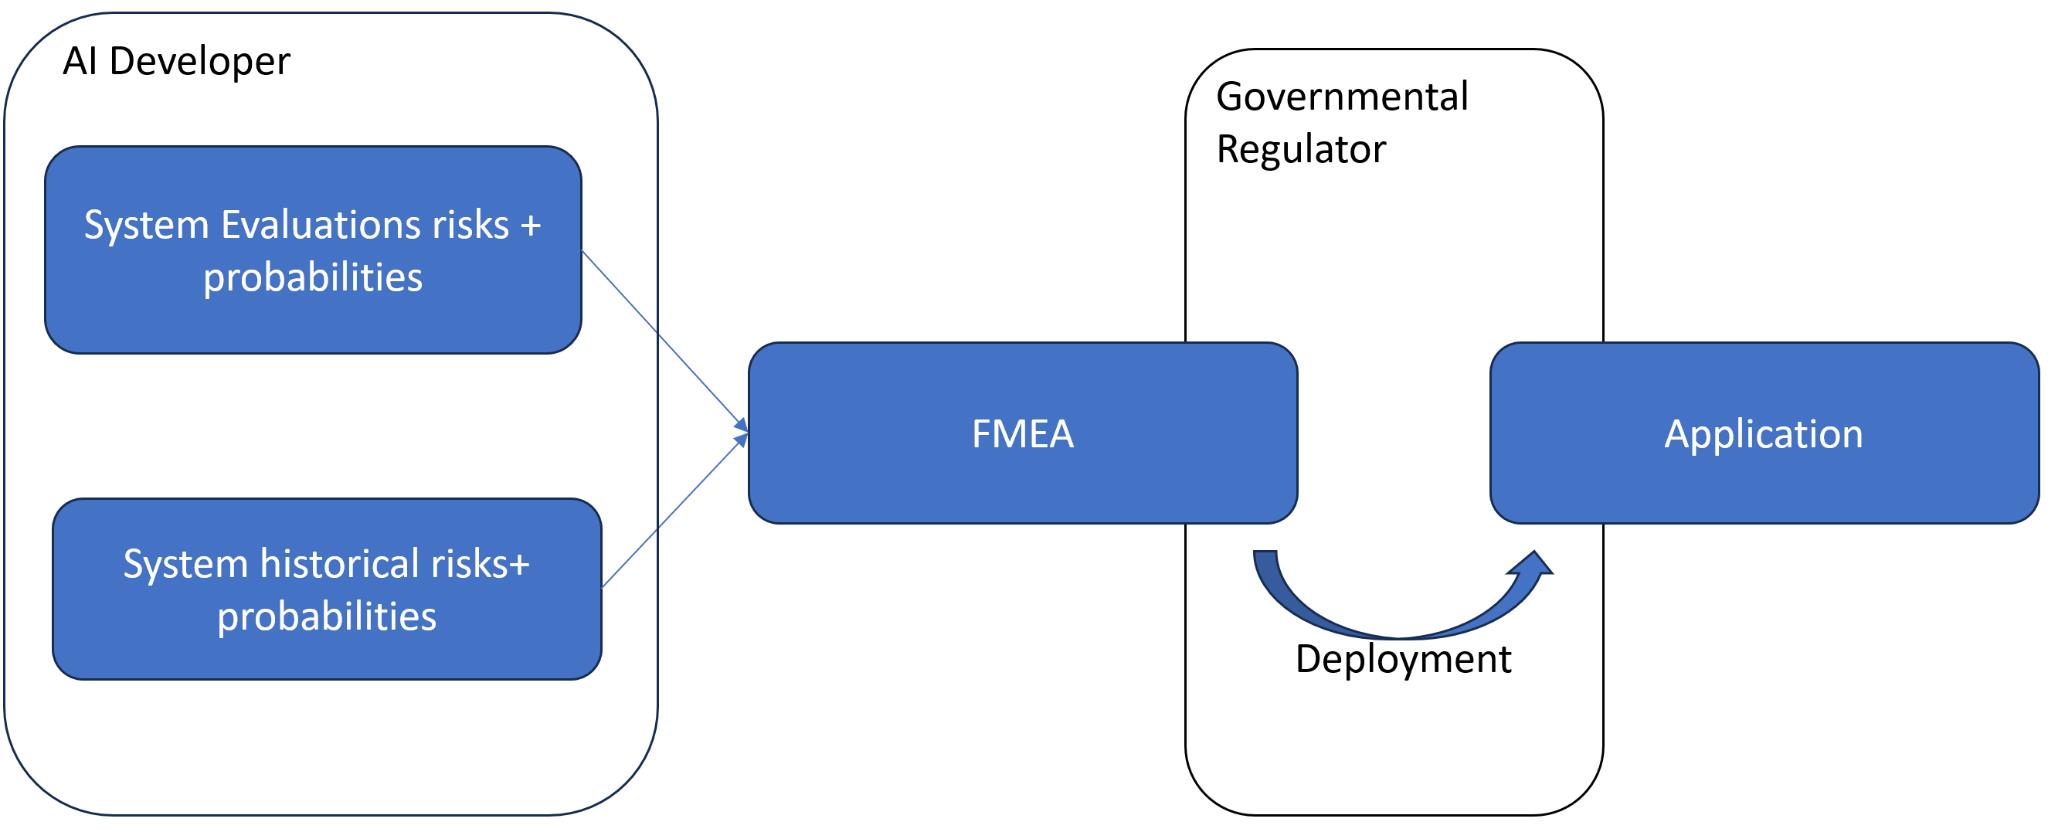 AI Developer
System Evaluations risks +
probabilities
System historical risks+
probabilities
FMEA
Governmental
Regulator
Deployment
Application